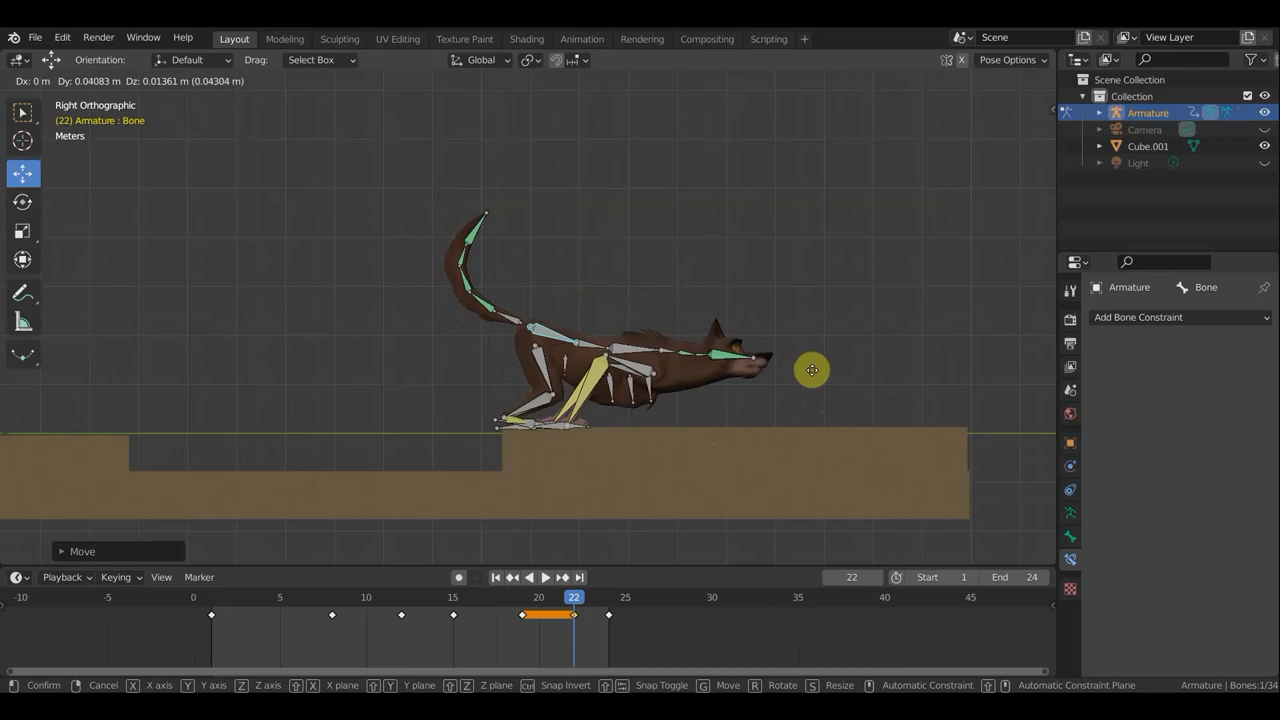 File Edit Render Window Help Layout Modeling Sculpting UV Editing Texture Paint Shading Animation Rendering Compositing Scripting + Scene View Layer
Orientation: Default Drag: Select Box Global X Pose Options
Dx: 0 m Dy: 0.04083 m Dz: 0.01361 m (0.04304 m)
Scene Collection
Right Orthographic
Collection
(22) Armature : Bone
Armature
Meters
Camera
Cube.001
Light
Armature Bone
Add Bone Constraint
Move
Playback Keying View Marker 22 Start 1 End 24
-10 -5 0 5 10 15 20 22 25 30 35 40 45
Confirm Cancel X X axis Y Y axis Z Z axis X X plane Y Y plane Z Z plane Ctrl Snap Invert Snap Toggle G Move R Rotate S Resize Automatic Constraint Automatic Constraint Plane Armature | Bones:1/34